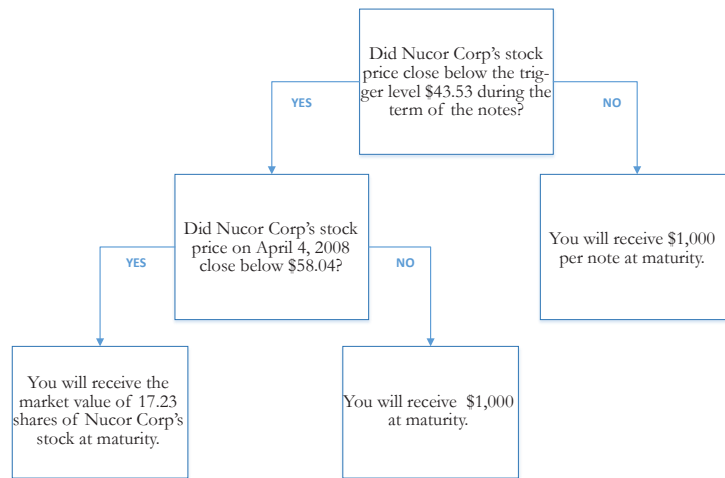 Did Nucor Corp's stock
price close below the trig-
ger level $43.53 during the
term of the notes?
YES
NO
Did Nucor Corp's stock
price on April 4, 2008
close below $58.04?
You will receive $1,000
per note at maturity.
YES
NO
You will receive the
market value of 17.23
shares of Nucor Corp's
stock at maturity.
You will receive $1,000
at maturity.